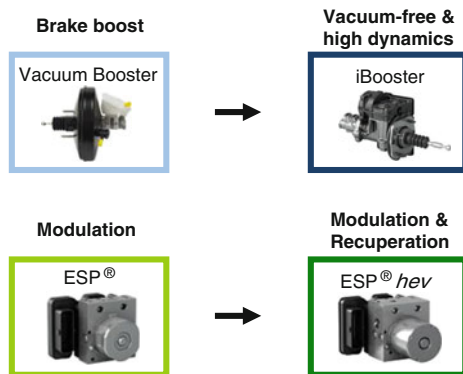 Brake boost
Vacuum Booster
Vacuum-free &
high dynamics
iBooster
Modulation
ESP®
Modulation &
Recuperation
ESP® hev